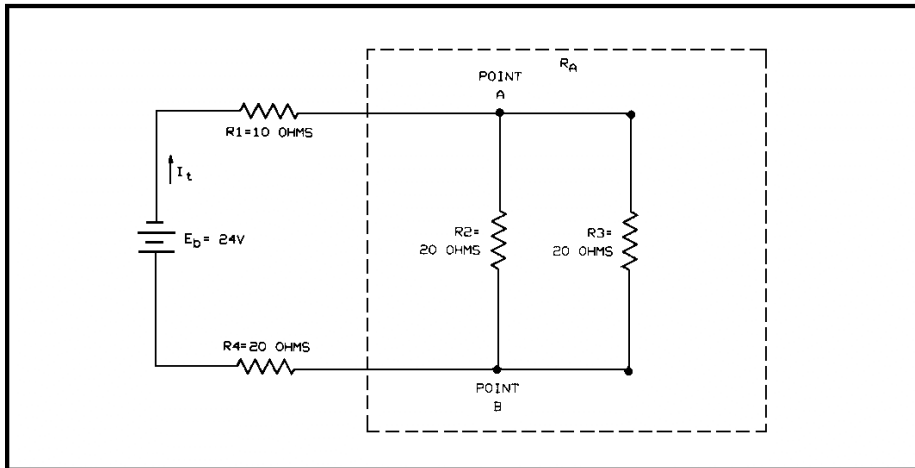 R_A
POINT
A
R1=10 OHMS
I_t
E_b= 24V
R2=
20 OHMS
R3=
20 OHMS
R4=20 OHMS
POINT
B